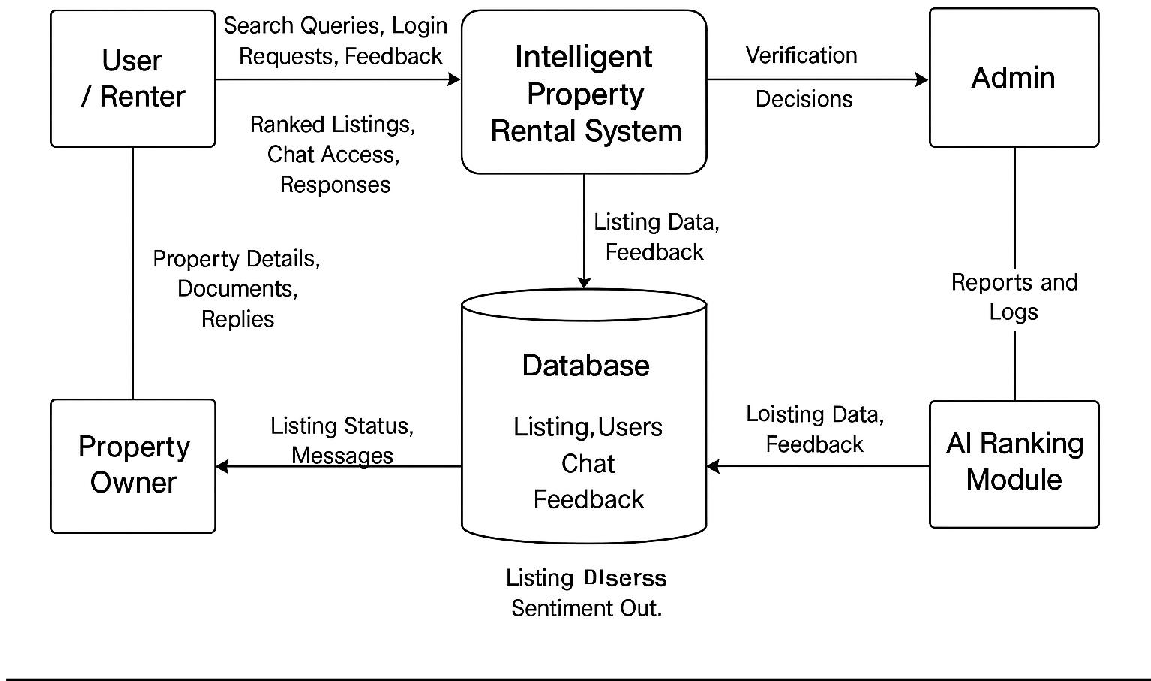 User
/ Renter
Search Queries, Login
Requests, Feedback
Ranked Listings,
Chat Access,
Responses
Intelligent
Property
Rental System
Verification
Decisions
Admin
Listing Data,
Feedback
Property Details,
Documents,
Replies
Reports and
Logs
Database
Listing, Users
Chat
Feedback
Property
Owner
Listing Status,
Messages
Loisting Data,
Feedback
AI Ranking
Module
Listing DIserss
Sentiment Out.